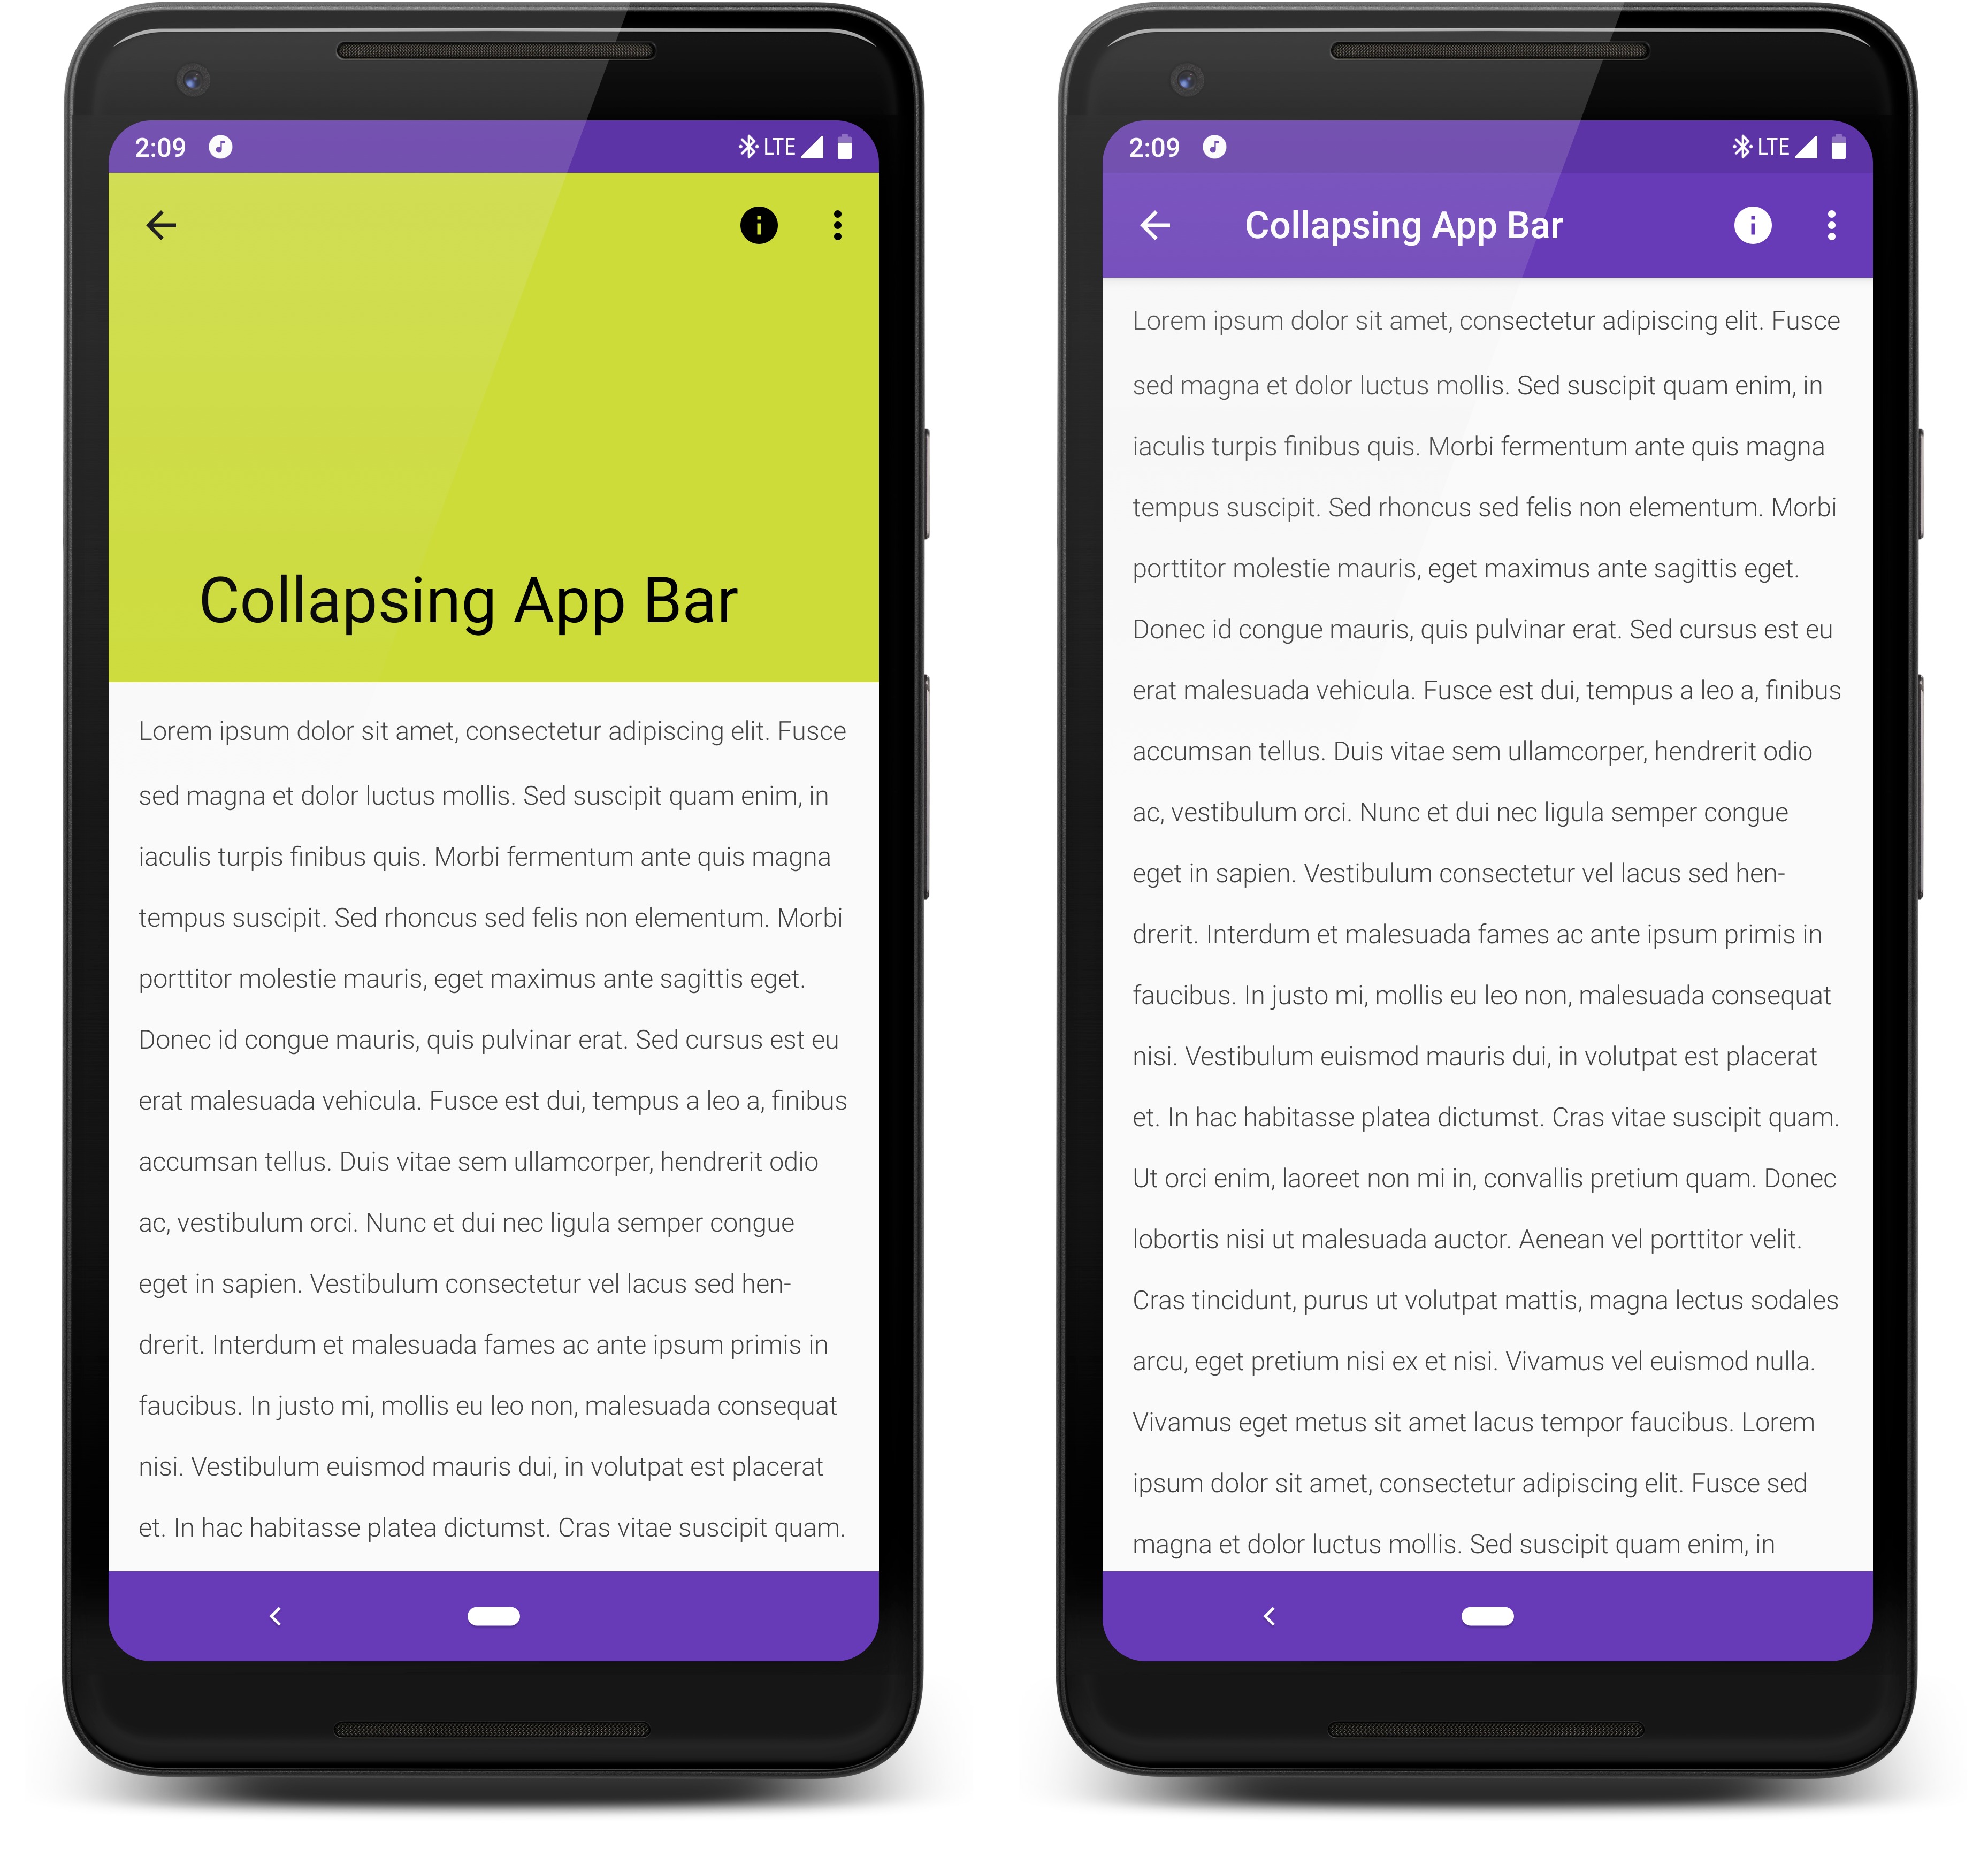 2:09
LTE
Collapsing App Bar
Lorem ipsum dolor sit amet, consectetur adipiscing elit. Fusce
sed magna et dolor luctus mollis. Sed suscipit quam enim, in
iaculis turpis finibus quis. Morbi fermentum ante quis magna
tempus suscipit. Sed rhoncus sed felis non elementum. Morbi
porttitor molestie mauris, eget maximus ante sagittis eget.
Donec id congue mauris, quis pulvinar erat. Sed cursus est eu
erat malesuada vehicula. Fusce est dui, tempus a leo a, finibus
accumsan tellus. Duis vitae sem ullamcorper, hendrerit odio
ac, vestibulum orci. Nunc et dui nec ligula semper congue
eget in sapien. Vestibulum consectetur vel lacus sed hen-
drerit. Interdum et malesuada fames ac ante ipsum primis in
faucibus. In justo mi, mollis eu leo non, malesuada consequat
nisi. Vestibulum euismod mauris dui, in volutpat est placerat
et. In hac habitasse platea dictumst. Cras vitae suscipit quam.
2:09
LTE
Collapsing App Bar
Lorem ipsum dolor sit amet, consectetur adipiscing elit. Fusce
sed magna et dolor luctus mollis. Sed suscipit quam enim, in
iaculis turpis finibus quis. Morbi fermentum ante quis magna
tempus suscipit. Sed rhoncus sed felis non elementum. Morbi
porttitor molestie mauris, eget maximus ante sagittis eget.
Donec id congue mauris, quis pulvinar erat. Sed cursus est eu
erat malesuada vehicula. Fusce est dui, tempus a leo a, finibus
accumsan tellus. Duis vitae sem ullamcorper, hendrerit odio
ac, vestibulum orci. Nunc et dui nec ligula semper congue
eget in sapien. Vestibulum consectetur vel lacus sed hen-
drerit. Interdum et malesuada fames ac ante ipsum primis in
faucibus. In justo mi, mollis eu leo non, malesuada consequat
nisi. Vestibulum euismod mauris dui, in volutpat est placerat
et. In hac habitasse platea dictumst. Cras vitae suscipit quam.
Ut orci enim, laoreet non mi in, convallis pretium quam. Donec
lobortis nisi ut malesuada auctor. Aenean vel porttitor velit.
Cras tincidunt, purus ut volutpat mattis, magna lectus sodales
arcu, eget pretium nisi ex et nisi. Vivamus vel euismod nulla.
Vivamus eget metus sit amet lacus tempor faucibus. Lorem
ipsum dolor sit amet, consectetur adipiscing elit. Fusce sed
magna et dolor luctus mollis. Sed suscipit quam enim, in